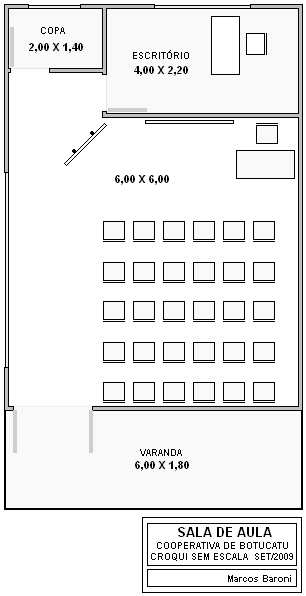 COPA
2,00 X 1,40
ESCRITÓRIO
4,00 X 2,20
6,00 X 6,00
VARANDA
6,00 X 1,80
SALA DE AULA
COOPERATIVA DE BOTUCATU
CROQUI SEM ESCALA SET/2009
Marcos Baroni